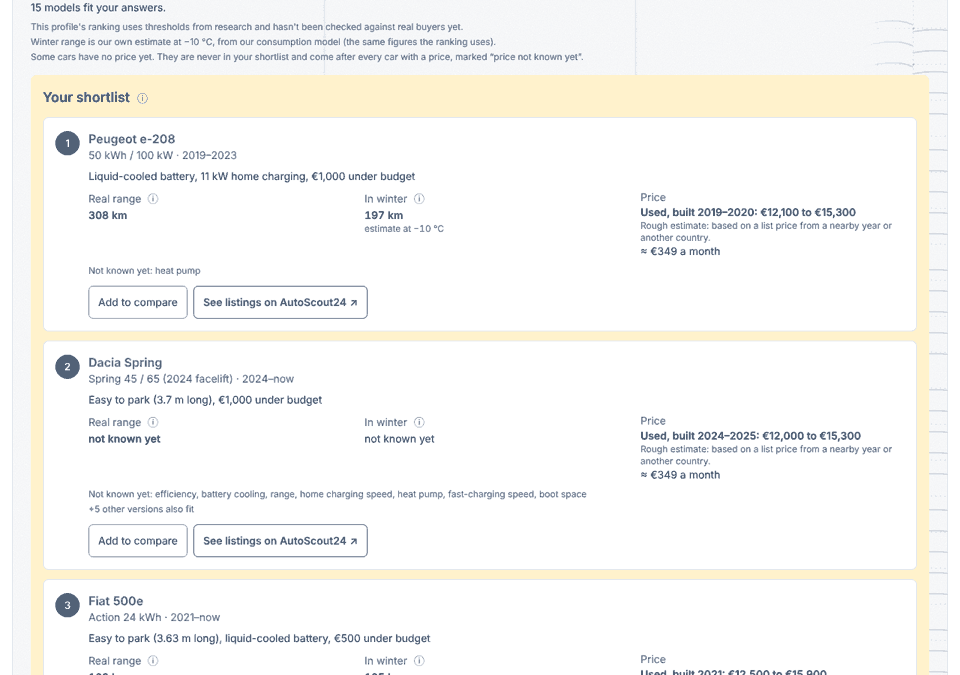 15 models fit your answers.
This profile's ranking uses thresholds from research and hasn't been checked against real buyers yet.
Winter range is our own estimate at −10 °C, from our consumption model (the same figures the ranking uses).
Some cars have no price yet. They are never in your shortlist and come after every car with a price, marked "price not known yet".
Your shortlist ⓘ
1
Peugeot e-208
50 kWh / 100 kW · 2019–2023
Liquid-cooled battery, 11 kW home charging, €1,000 under budget
Real range ⓘ
308 km
In winter ⓘ
197 km
estimate at −10 °C
Price
Used, built 2019–2020: €12,100 to €15,300
Rough estimate: based on a list price from a nearby year or
another country.
≈ €349 a month
Not known yet: heat pump
Add to compare
See listings on AutoScout24 ↗
2
Dacia Spring
Spring 45 / 65 (2024 facelift) · 2024–now
Easy to park (3.7 m long), €1,000 under budget
Real range ⓘ
not known yet
In winter ⓘ
not known yet
Price
Used, built 2024–2025: €12,000 to €15,300
Rough estimate: based on a list price from a nearby year or
another country.
≈ €349 a month
Not known yet: efficiency, battery cooling, range, home charging speed, heat pump, fast-charging speed, boot space
+5 other versions also fit
Add to compare
See listings on AutoScout24 ↗
3
Fiat 500e
Action 24 kWh · 2021–now
Easy to park (3.63 m long), liquid-cooled battery, €500 under budget
Real range ⓘ
In winter ⓘ
Price
Used, built 2021: €12,500 to €15,900